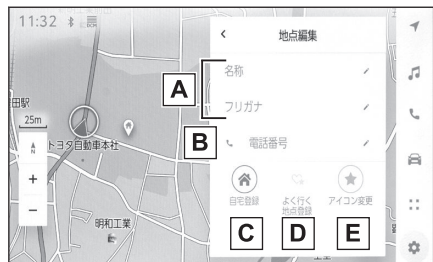 11:32
地点編集
名称
A
フリガナ
田駅
25m
B
電話番号
トヨタ自動車本社
N
+
−
自宅登録
よく行く
地点登録
アイコン変更
C
D
E
明和工業